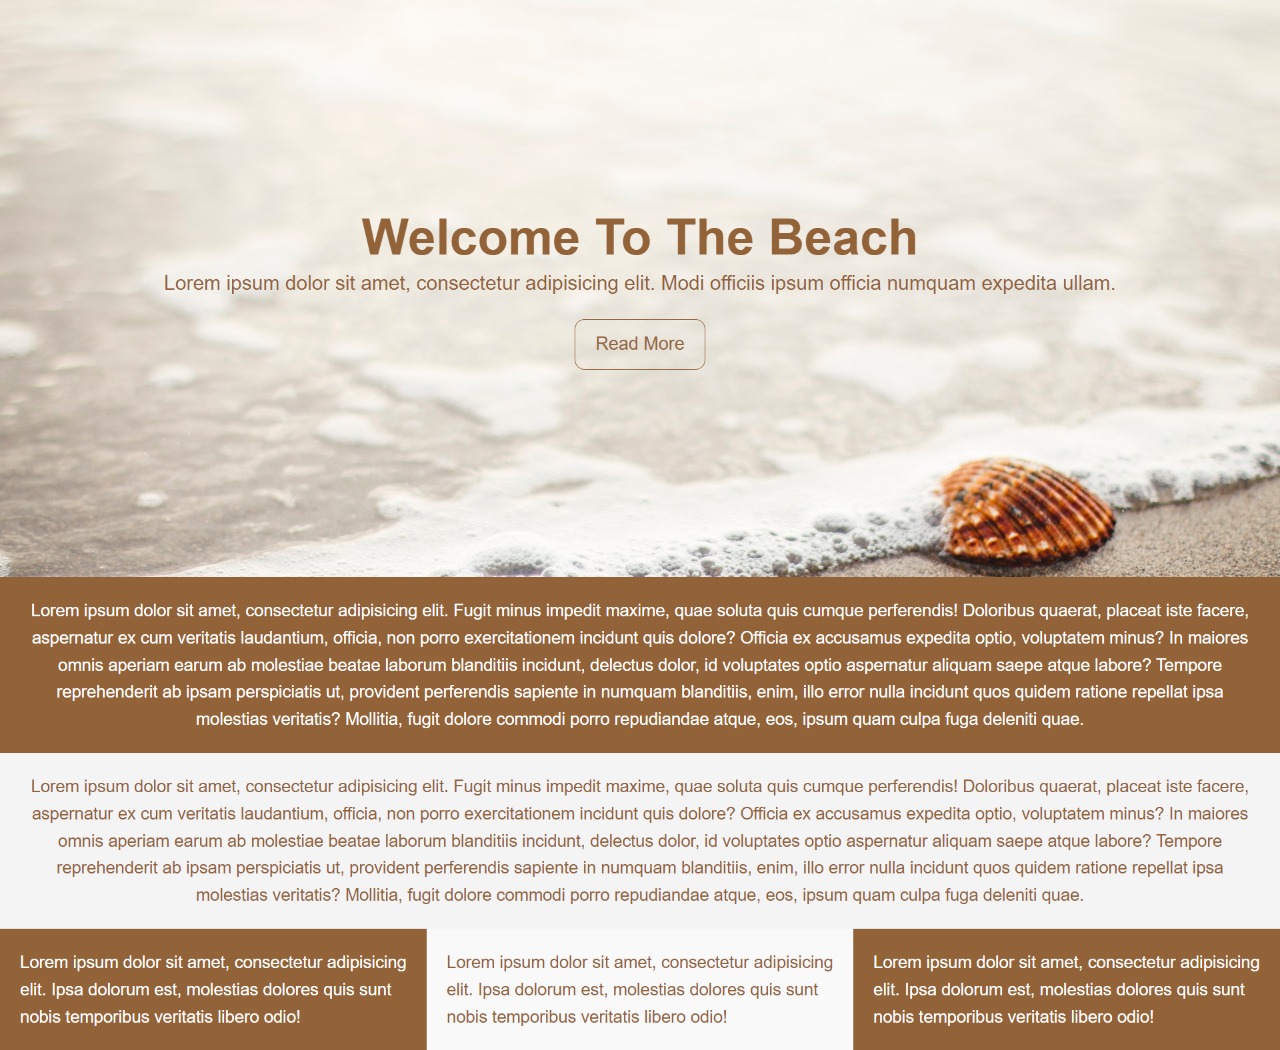 Welcome To The Beach
Lorem ipsum dolor sit amet, consectetur adipisicing elit. Modi officiis ipsum officia numquam expedita ullam.
Read More
Lorem ipsum dolor sit amet, consectetur adipisicing elit. Fugit minus impedit maxime, quae soluta quis cumque perferendis! Doloribus quaerat, placeat iste facere,
aspernatur ex cum veritatis laudantium, officia, non porro exercitationem incidunt quis dolore? Officia ex accusamus expedita optio, voluptatem minus? In maiores
omnis aperiam earum ab molestiae beatae laborum blanditiis incidunt, delectus dolor, id voluptates optio aspernatur aliquam saepe atque labore? Tempore
reprehenderit ab ipsam perspiciatis ut, provident perferendis sapiente in numquam blanditiis, enim, illo error nulla incidunt quos quidem ratione repellat ipsa
molestias veritatis? Mollitia, fugit dolore commodi porro repudiandae atque, eos, ipsum quam culpa fuga deleniti quae.
Lorem ipsum dolor sit amet, consectetur adipisicing elit. Fugit minus impedit maxime, quae soluta quis cumque perferendis! Doloribus quaerat, placeat iste facere,
aspernatur ex cum veritatis laudantium, officia, non porro exercitationem incidunt quis dolore? Officia ex accusamus expedita optio, voluptatem minus? In maiores
omnis aperiam earum ab molestiae beatae laborum blanditiis incidunt, delectus dolor, id voluptates optio aspernatur aliquam saepe atque labore? Tempore
reprehenderit ab ipsam perspiciatis ut, provident perferendis sapiente in numquam blanditiis, enim, illo error nulla incidunt quos quidem ratione repellat ipsa
molestias veritatis? Mollitia, fugit dolore commodi porro repudiandae atque, eos, ipsum quam culpa fuga deleniti quae.
Lorem ipsum dolor sit amet, consectetur adipisicing
elit. Ipsa dolorum est, molestias dolores quis sunt
nobis temporibus veritatis libero odio!
Lorem ipsum dolor sit amet, consectetur adipisicing
elit. Ipsa dolorum est, molestias dolores quis sunt
nobis temporibus veritatis libero odio!
Lorem ipsum dolor sit amet, consectetur adipisicing
elit. Ipsa dolorum est, molestias dolores quis sunt
nobis temporibus veritatis libero odio!